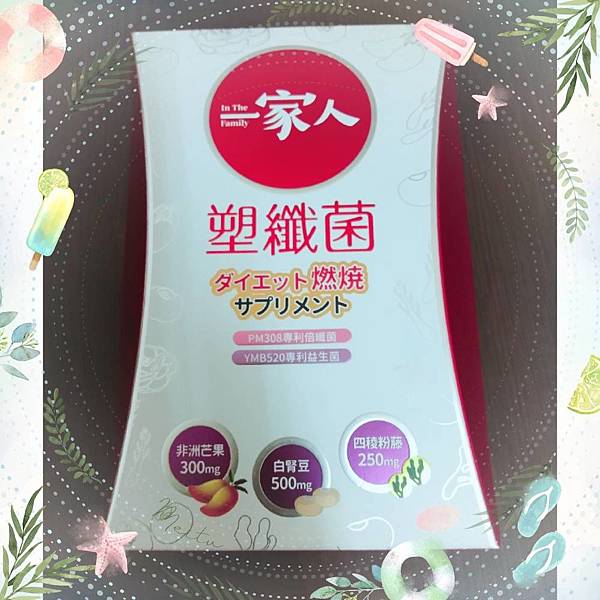 In The
Family
一家人
塑纖菌
ダイエット燃焼
サプリメント
PM308專利倍纖菌
YMB520專利益生菌
非洲芒果
300mg
白腎豆
500mg
四稜粉藤
250mg